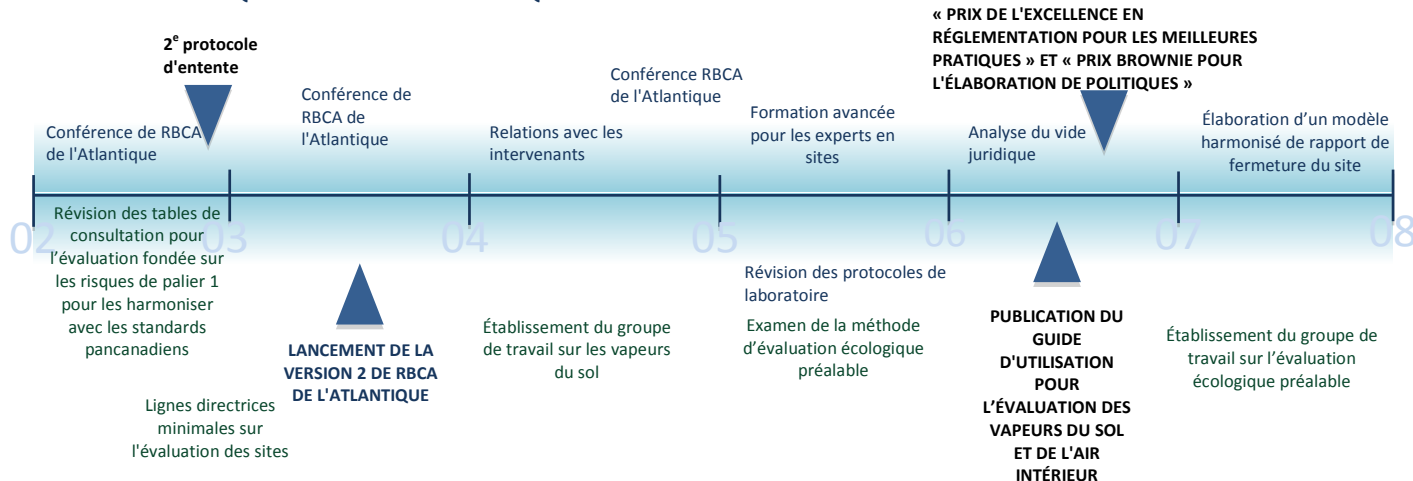 2e protocole
d'entente
« PRIX DE L'EXCELLENCE EN
RÉGLEMENTATION POUR LES MEILLEURES
PRATIQUES » ET « PRIX BROWNIE POUR
L'ÉLABORATION DE POLITIQUES »
Conférence de RBCA
de l'Atlantique
Conférence de
RBCA de
l'Atlantique
Relations avec les
intervenants
Conférence RBCA
de l'Atlantique
Formation avancée
pour les experts en
sites
Analyse du vide
juridique
Élaboration d'un modèle
harmonisé de rapport de
fermeture du site
02
03
04
05
06
07
08
Révision des tables de
consultation pour
l'évaluation fondée sur
les risques de palier 1
pour les harmoniser
avec les standards
pancanadiens
Lignes directrices
minimales sur
l'évaluation des sites
LANCEMENT DE LA
VERSION 2 DE RBCA
DE L'ATLANTIQUE
Établissement du groupe
de travail sur les vapeurs
du sol
Révision des protocoles de
laboratoire
Examen de la méthode
d'évaluation écologique
préalable
PUBLICATION DU
GUIDE
D'UTILISATION
POUR
L'ÉVALUATION DES
VAPEURS DU SOL
ET DE L'AIR
INTÉRIEUR
Établissement du groupe de
travail sur l'évaluation
écologique préalable